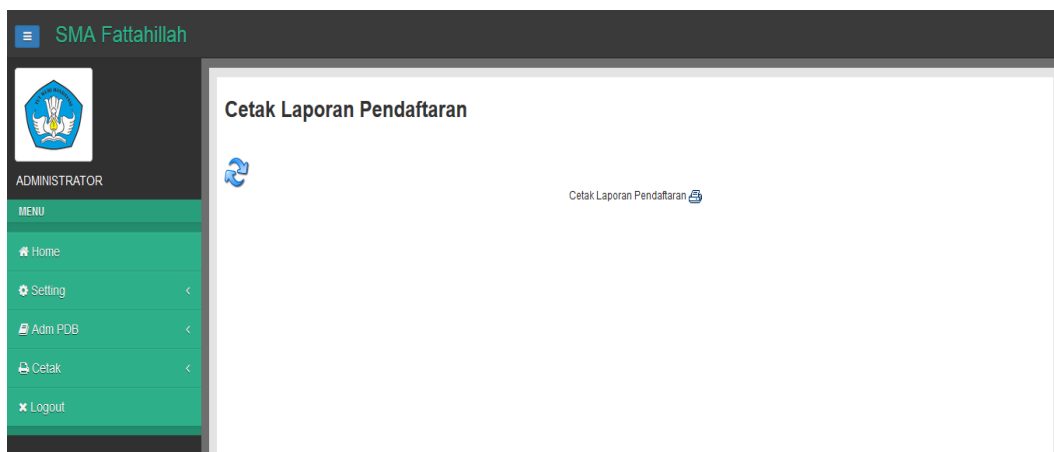 SMA Fattahillah
ADMINISTRATOR
MENU
Home
Setting
Adm PDB
Cetak
Logout
Cetak Laporan Pendaftaran
Cetak Laporan Pendaftaran